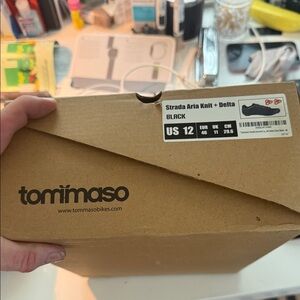 Strada Aria Knit + Delta
BLACK
US 12 EUR 46 UK 11 CM 29.6
tommaso
www.tommasobikes.com